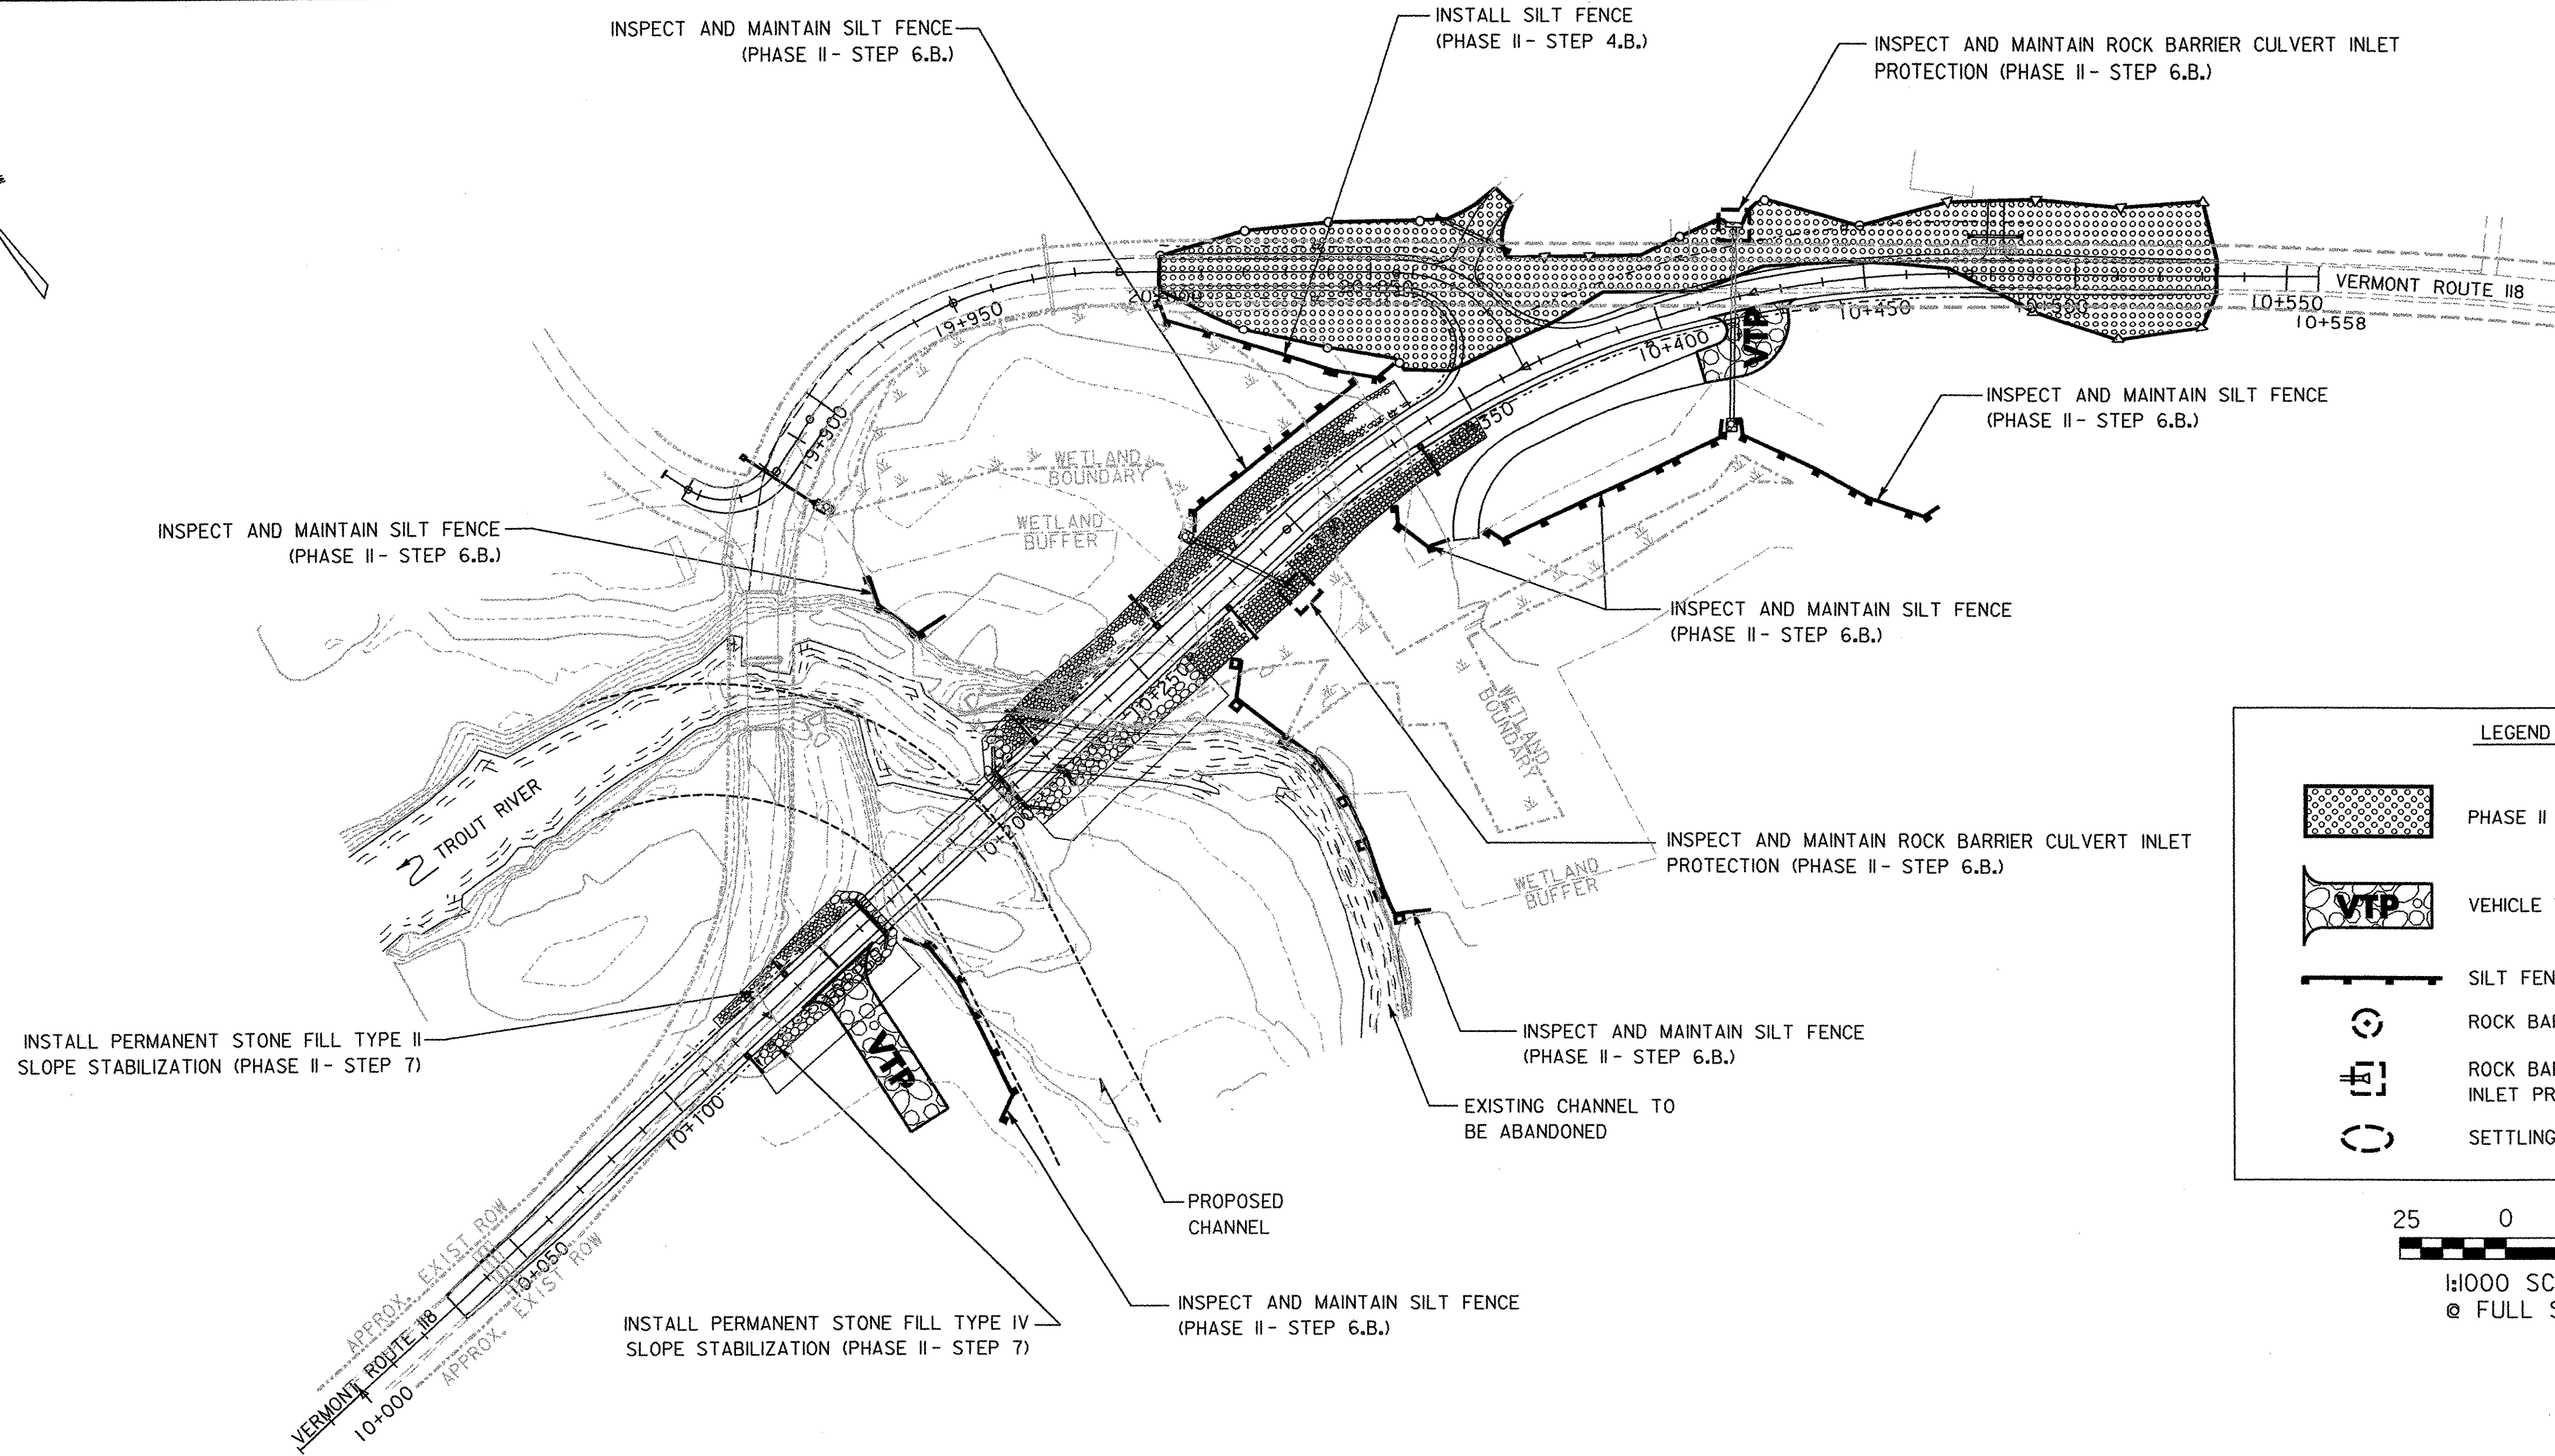 INSPECT AND MAINTAIN SILT FENCE
(PHASE II - STEP 6.B.)
INSTALL SILT FENCE
(PHASE II - STEP 4.B.)
INSPECT AND MAINTAIN ROCK BARRIER CULVERT INLET
PROTECTION (PHASE II - STEP 6.B.)
VERMONT ROUTE 118
10+550
10+558
10+450
10+400
VTP
19+950
19+900
INSPECT AND MAINTAIN SILT FENCE
(PHASE II - STEP 6.B.)
WETLAND
BOUNDARY
WETLAND
BUFFER
INSPECT AND MAINTAIN SILT FENCE
(PHASE II - STEP 6.B.)
INSPECT AND MAINTAIN SILT FENCE
(PHASE II - STEP 6.B.)
10+250
WETLAND
BOUNDARY
TROUT RIVER
10+200
INSPECT AND MAINTAIN ROCK BARRIER CULVERT INLET
PROTECTION (PHASE II - STEP 6.B.)
WETLAND
BUFFER
LEGEND
PHASE II
VTP
VEHICLE
SILT FEN
ROCK BAR
ROCK BAR
INLET PR
SETTLING
INSTALL PERMANENT STONE FILL TYPE II
SLOPE STABILIZATION (PHASE II - STEP 7)
VTP
INSPECT AND MAINTAIN SILT FENCE
(PHASE II - STEP 6.B.)
EXISTING CHANNEL TO
BE ABANDONED
10+100
PROPOSED
CHANNEL
25 0
1:1000 SC
@ FULL S
INSPECT AND MAINTAIN SILT FENCE
(PHASE II - STEP 6.B.)
INSTALL PERMANENT STONE FILL TYPE IV
SLOPE STABILIZATION (PHASE II - STEP 7)
APPROX. EXIST ROW
10+050
APPROX. EXIST ROW
VERMONT ROUTE 118
10+000